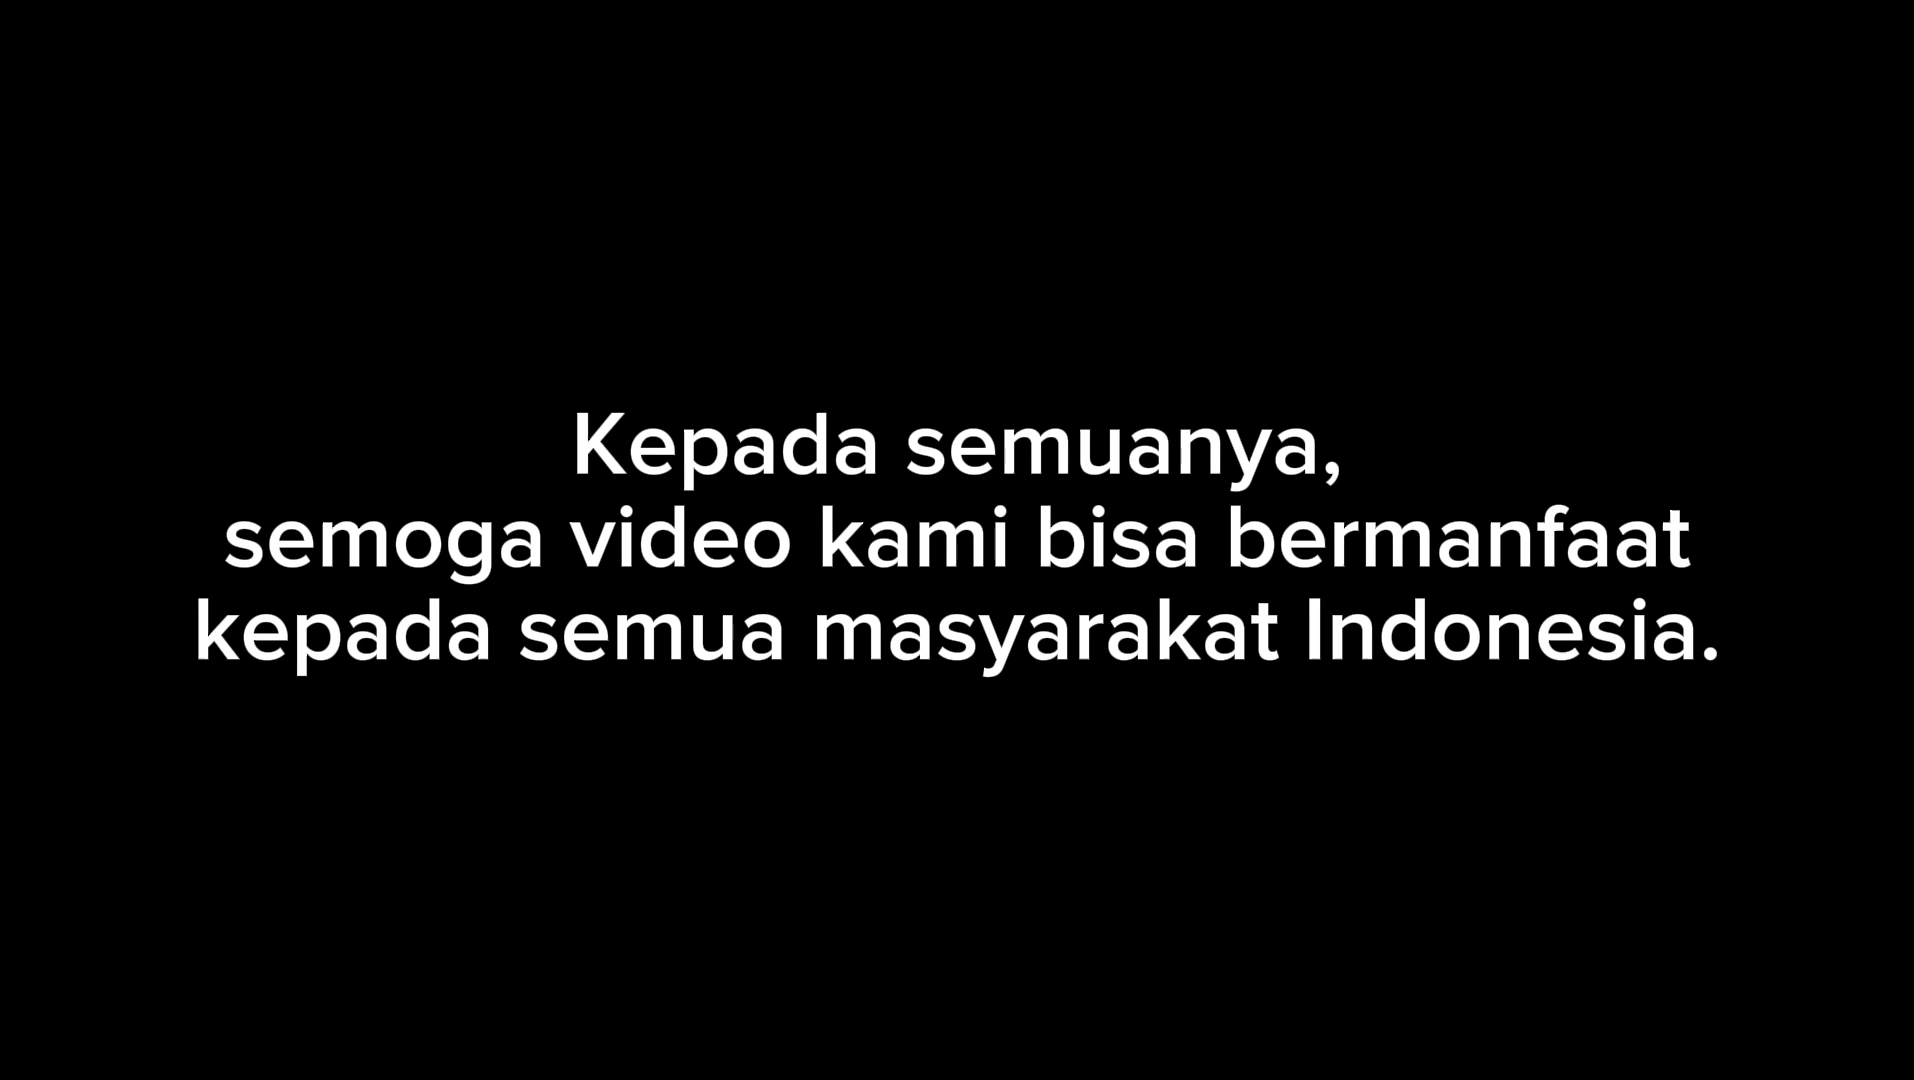 Kepada semuanya,
semoga video kami bisa bermanfaat
kepada semua masyarakat Indonesia.